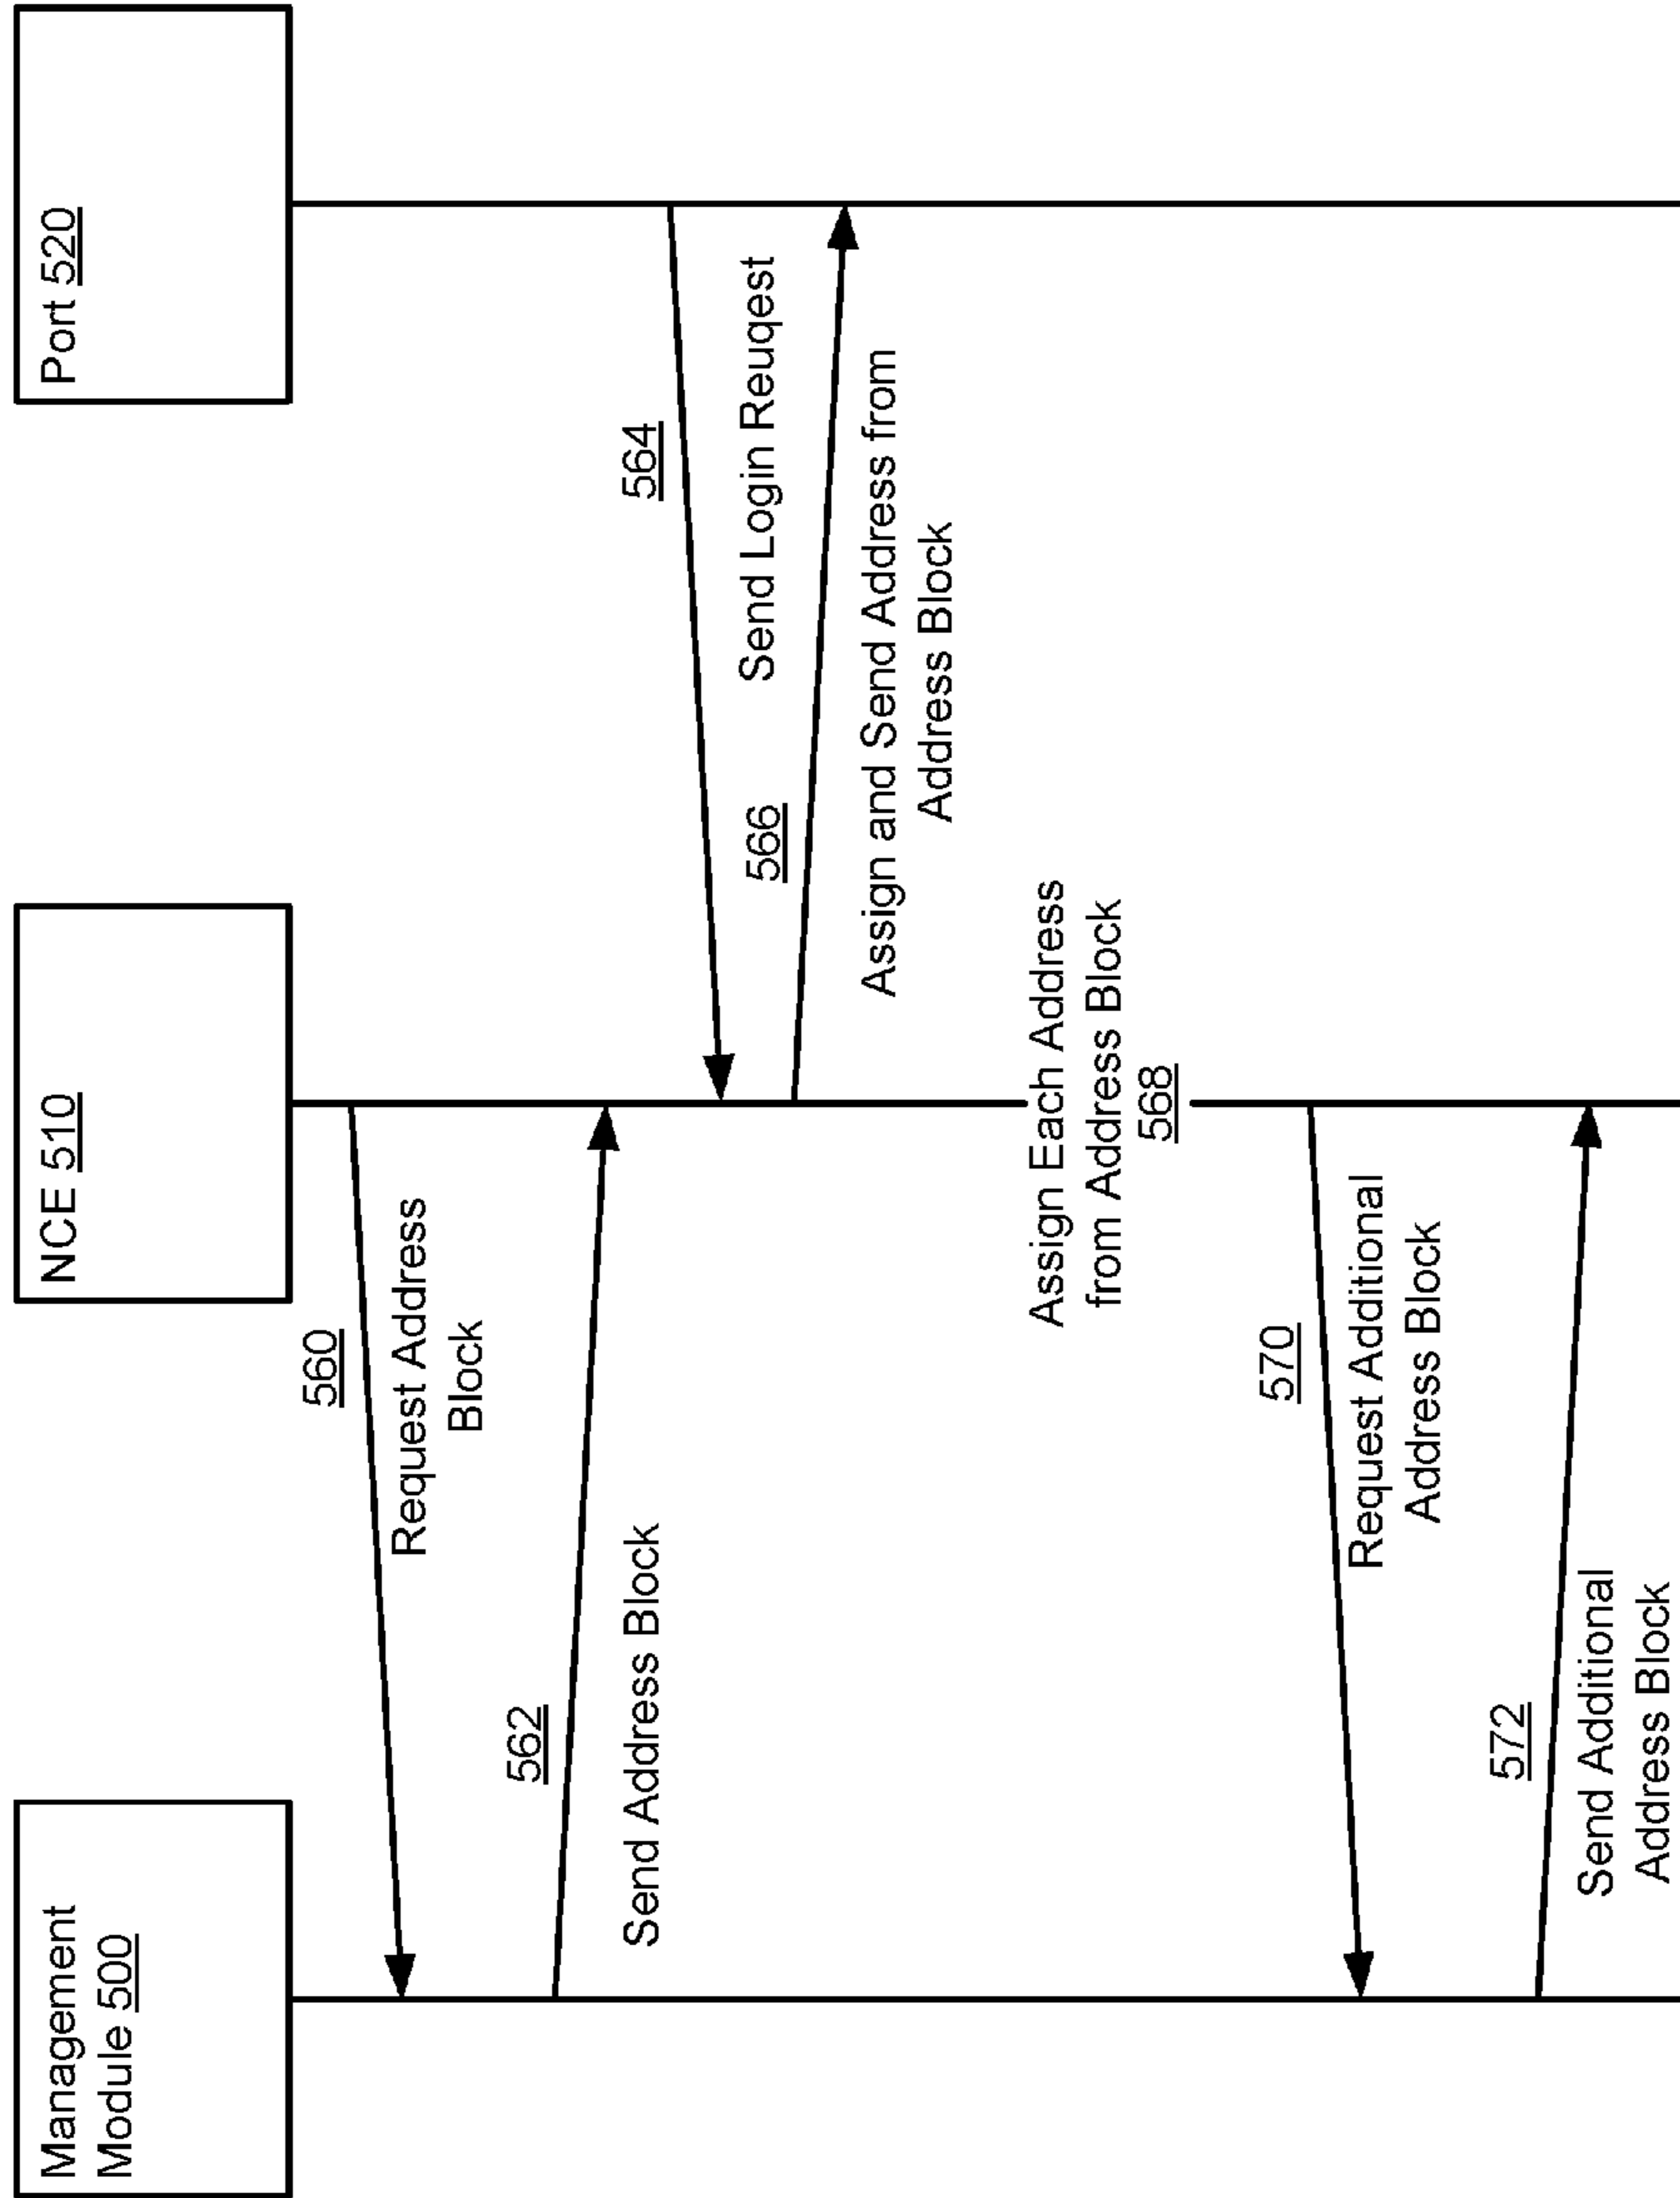 Management
Module 500
NCE 510
Port 520
560
Request Address
Block
562
Send Address Block
564
Send Login Reuqest
566
Assign and Send Address from
Address Block
Assign Each Address
from Address Block
568
570
Request Additional
Address Block
572
Send Additional
Address Block